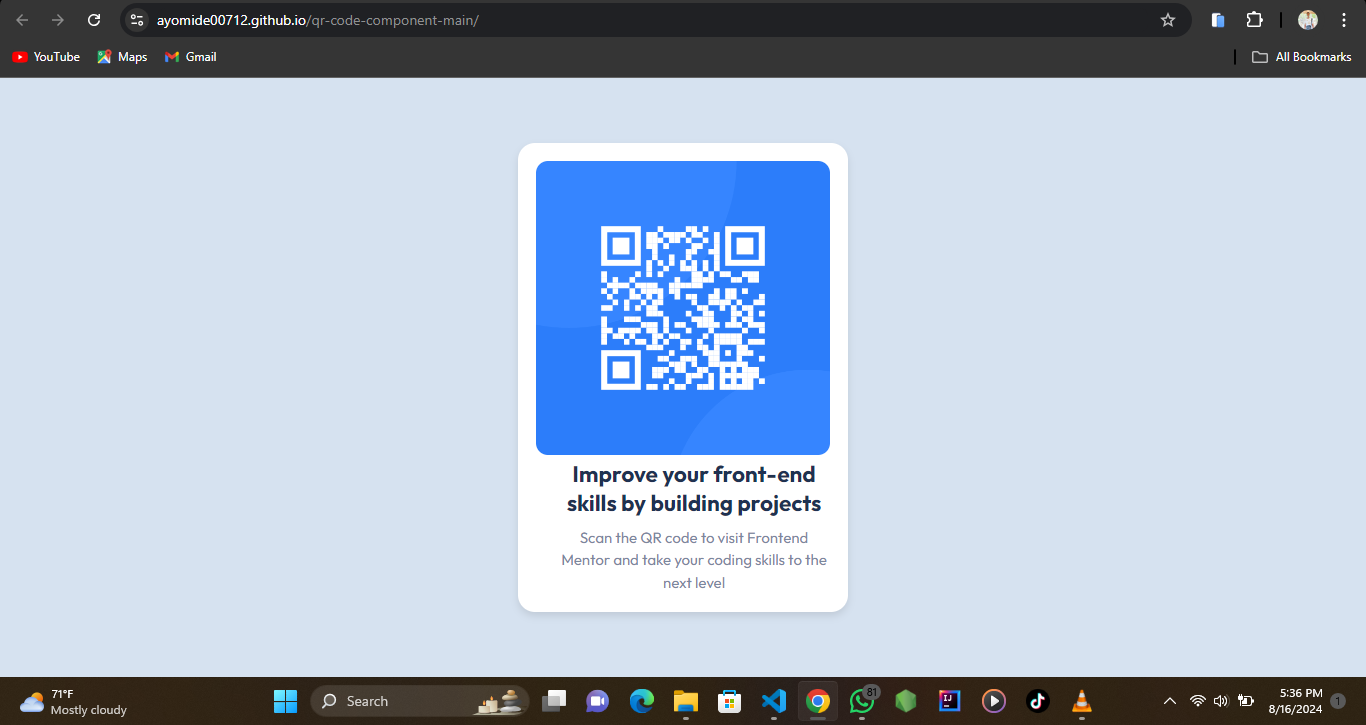 ayomide00712.github.io/qr-code-component-main/
YouTube
Maps
Gmail
All Bookmarks
Improve your front-end
skills by building projects
Scan the QR code to visit Frontend
Mentor and take your coding skills to the
next level
71°F
Mostly cloudy
Search
81
IJ
5:36 PM
8/16/2024
1